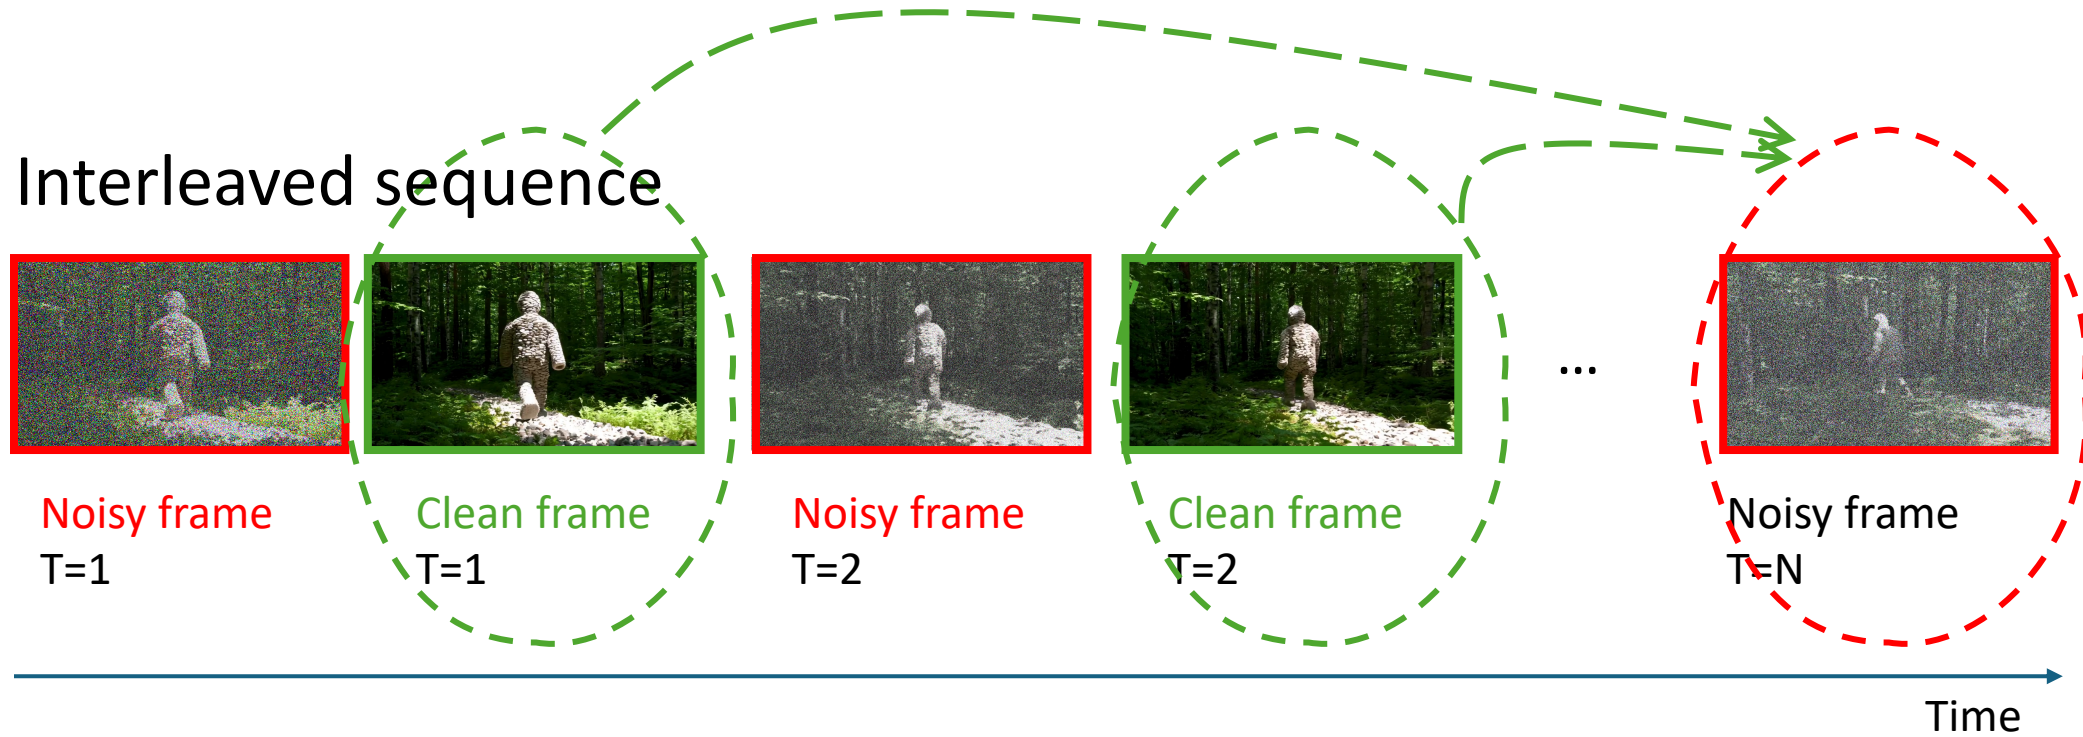 Interleaved sequence
...
Noisy frame
T=1
Clean frame
T=1
Noisy frame
T=2
Clean frame
T=2
Noisy frame
T=N
Time